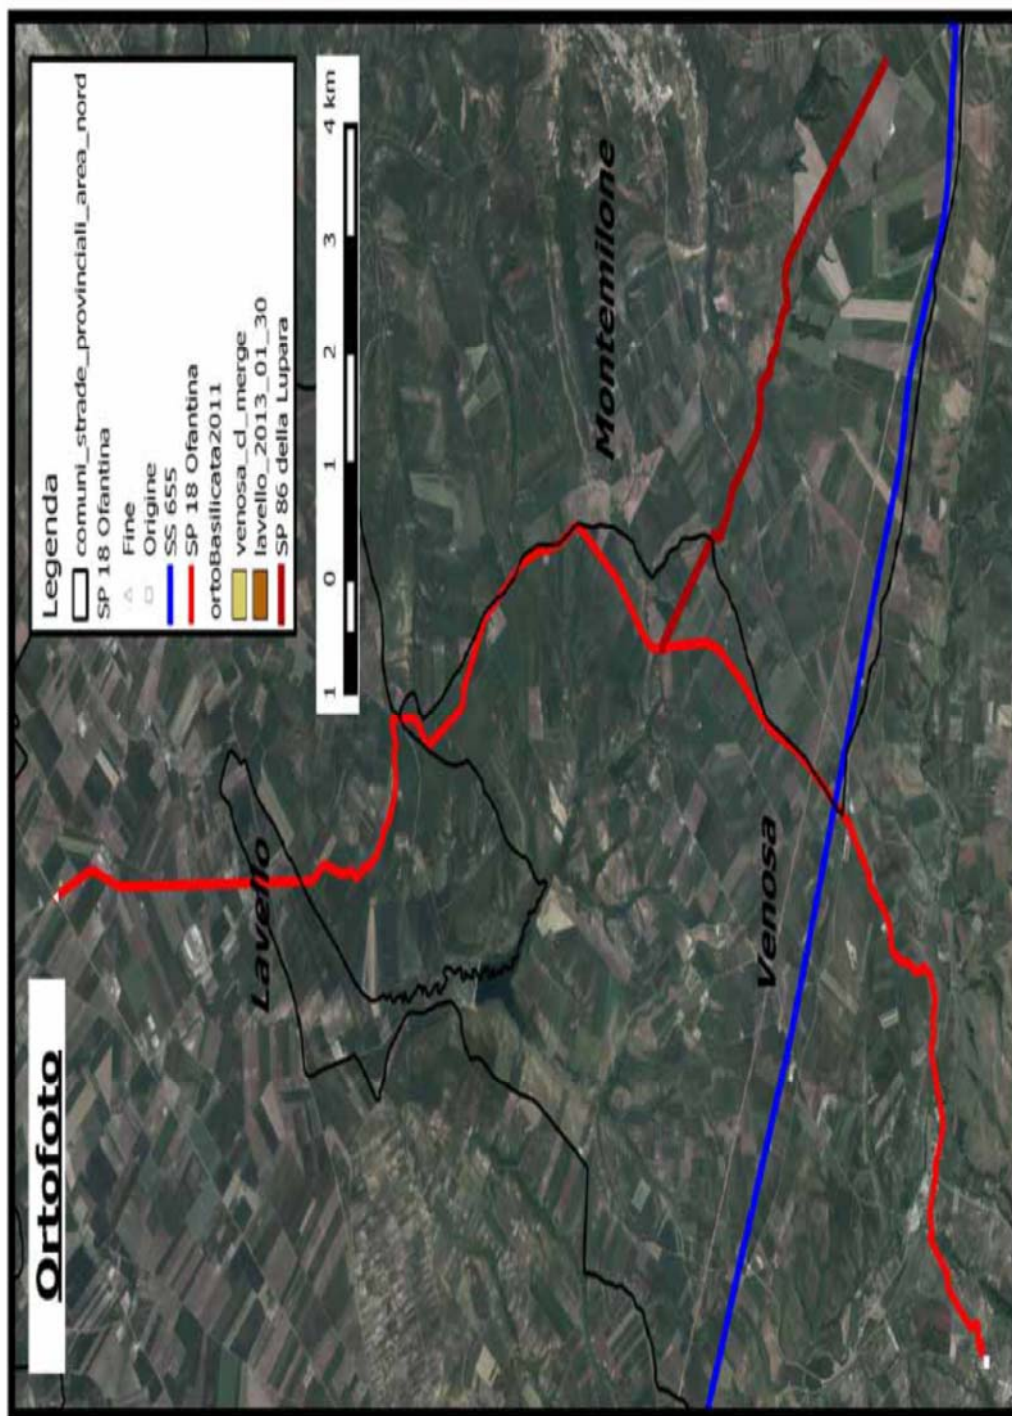 Ortofoto
Legenda
comuni_strade_provinciali_area_nord
SP 18 Ofantina
Fine
Origine
SS 655
SP 18 Ofantina
ortoBasilicata2011
venosa_cl_merge
lavello_2013_01_30
SP 86 della Lupara
1 0 1 2 3 4 km
Lavello
Montemilone
Venosa